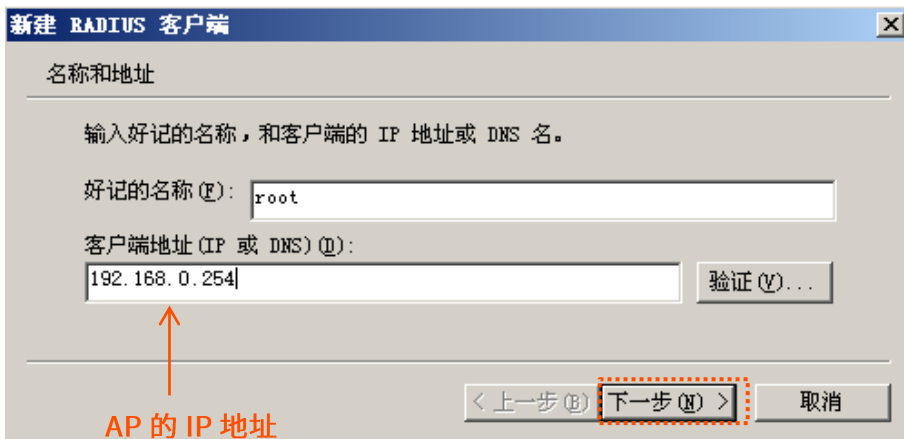 新建 RADIUS 客户端
名称和地址
输入好记的名称，和客户端的 IP 地址或 DNS 名。
好记的名称(F): root
客户端地址(IP 或 DNS)(D):
192.168.0.254 验证(V)...
< 上一步(B) 下一步(N) > 取消
AP 的 IP 地址